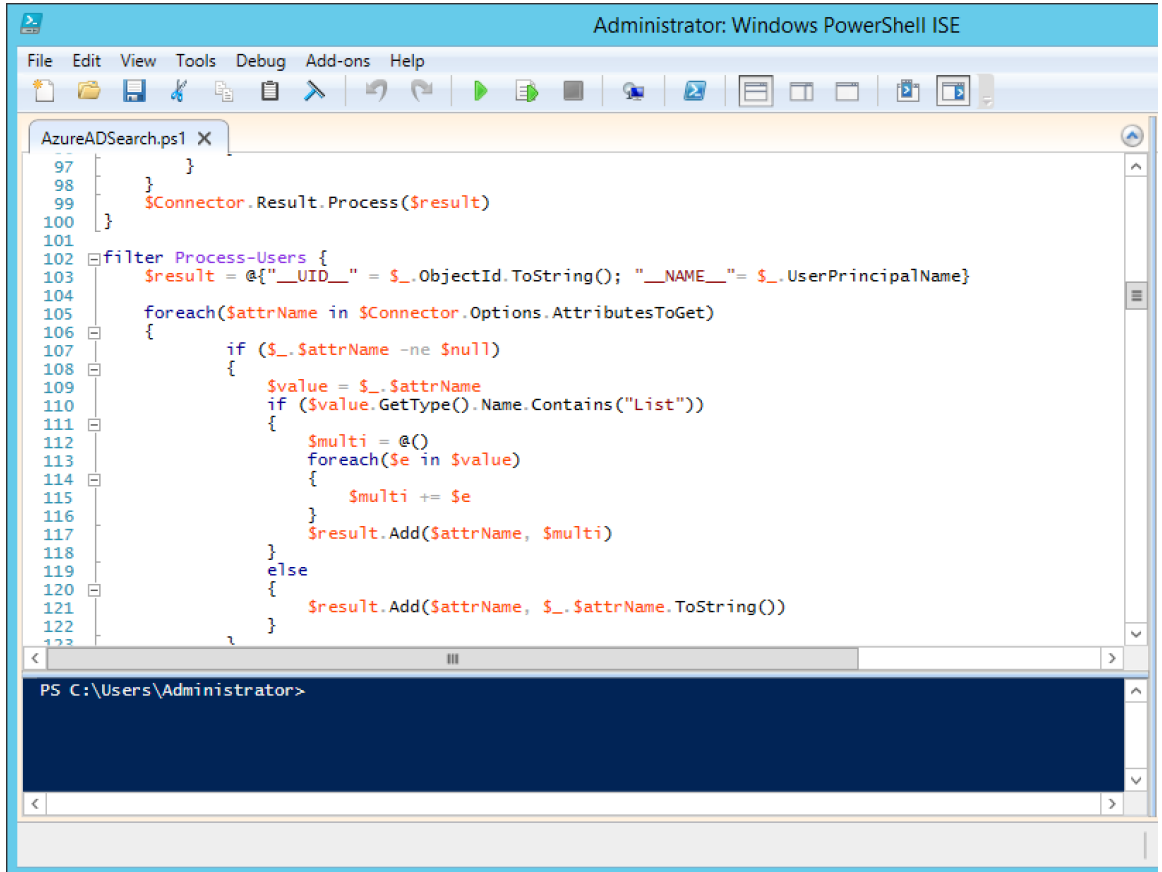 Administrator: Windows PowerShell ISE
File Edit View Tools Debug Add-ons Help
AzureADSearch.ps1
97 }
98 }
99 $Connector.Result.Process($result)
100 }
101
102 filter Process-Users {
103 $result = @{"__UID__" = $_.ObjectId.ToString(); "__NAME__"= $_.UserPrincipalName}
104
105 foreach($attrName in $Connector.Options.AttributesToGet)
106 {
107 if ($_.$attrName -ne $null)
108 {
109 $value = $_.$attrName
110 if ($value.GetType().Name.Contains("List"))
111 {
112 $multi = @()
113 foreach($e in $value)
114 {
115 $multi += $e
116 }
117 $result.Add($attrName, $multi)
118 }
119 else
120 {
121 $result.Add($attrName, $_.$attrName.ToString())
122 }
123 }
PS C:\Users\Administrator>